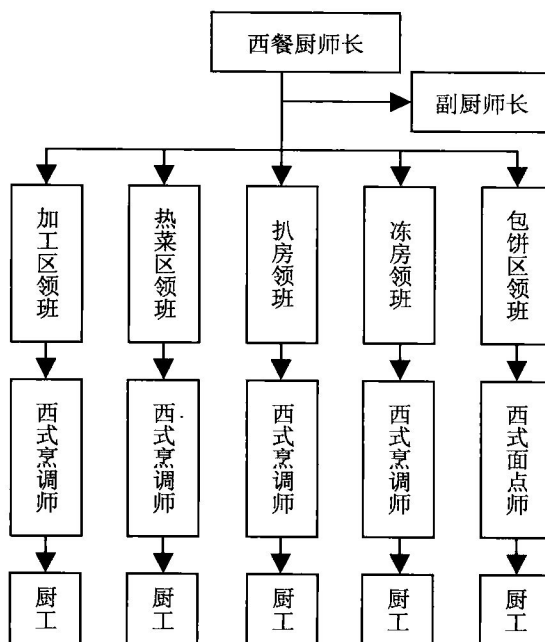 西餐厨师长
副厨师长
加工区领班
热菜区领班
扒房领班
冻房领班
包饼区领班
西式烹调师
西式烹调师
西式烹调师
西式烹调师
西式面点师
厨工
厨工
厨工
厨工
厨工